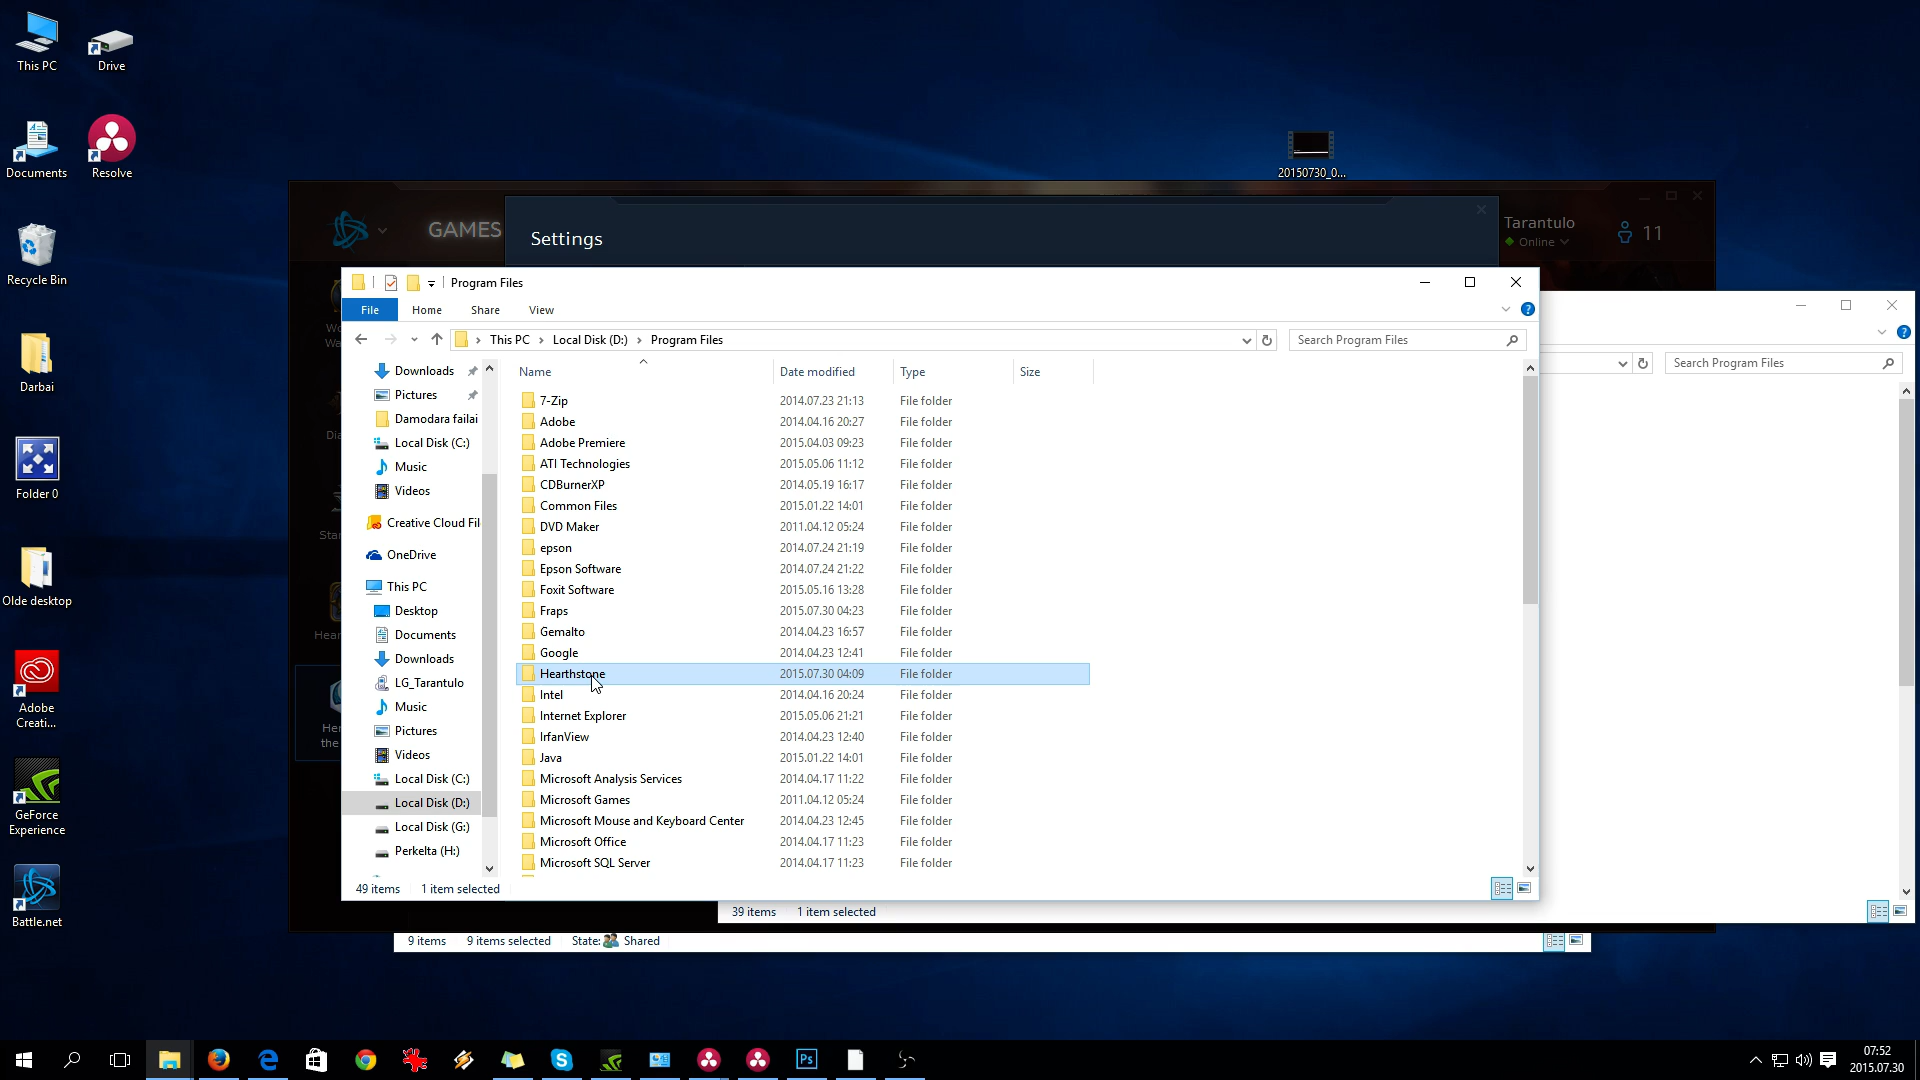 This PC
Drive
Documents
Resolve
20150730_0...
Recycle Bin
Darbai
Folder 0
Olde desktop
Adobe
Creati...
GeForce
Experience
Battle.net
GAMES
Settings
Tarantulo
Online
11
Program Files
File
Home
Share
View
This PC
Local Disk (D:)
Program Files
Search Program Files
Search Program Files
Downloads
Pictures
Damodara failai
Local Disk (C:)
Music
Videos
Creative Cloud Fil
OneDrive
This PC
Desktop
Documents
Downloads
LG_Tarantulo
Music
Pictures
Videos
Local Disk (C:)
Local Disk (D:)
Local Disk (G:)
Perkelta (H:)
Name Date modified Type Size
7-Zip 2014.07.23 21:13 File folder
Adobe 2014.04.16 20:27 File folder
Adobe Premiere 2015.04.03 09:23 File folder
ATI Technologies 2015.05.06 11:12 File folder
CDBurnerXP 2014.05.19 16:17 File folder
Common Files 2015.01.22 14:01 File folder
DVD Maker 2011.04.12 05:24 File folder
epson 2014.07.24 21:19 File folder
Epson Software 2014.07.24 21:22 File folder
Foxit Software 2015.05.16 13:28 File folder
Fraps 2015.07.30 04:23 File folder
Gemalto 2014.04.23 16:57 File folder
Google 2014.04.23 12:41 File folder
Hearthstone 2015.07.30 04:09 File folder
Intel 2014.04.16 20:24 File folder
Internet Explorer 2015.05.06 21:21 File folder
IrfanView 2014.04.23 12:40 File folder
Java 2015.01.22 14:01 File folder
Microsoft Analysis Services 2014.04.17 11:22 File folder
Microsoft Games 2011.04.12 05:24 File folder
Microsoft Mouse and Keyboard Center 2014.04.23 12:45 File folder
Microsoft Office 2014.04.17 11:23 File folder
Microsoft SQL Server 2014.04.17 11:23 File folder
49 items 1 item selected
39 items 1 item selected
9 items 9 items selected State: Shared
Ps
07:52
2015.07.30